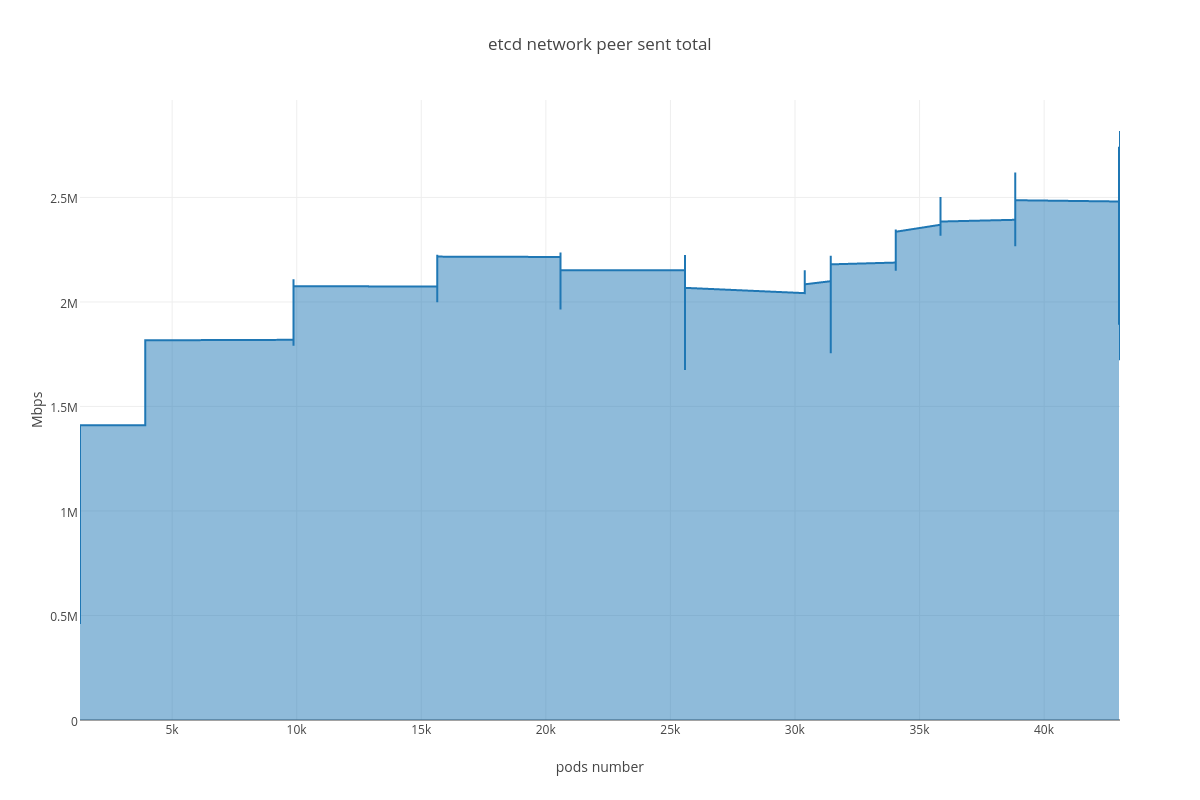 etcd network peer sent total
2.5M
2M
1.5M
1M
0.5M
0
Mbps
5k 10k 15k 20k 25k 30k 35k 40k
pods number